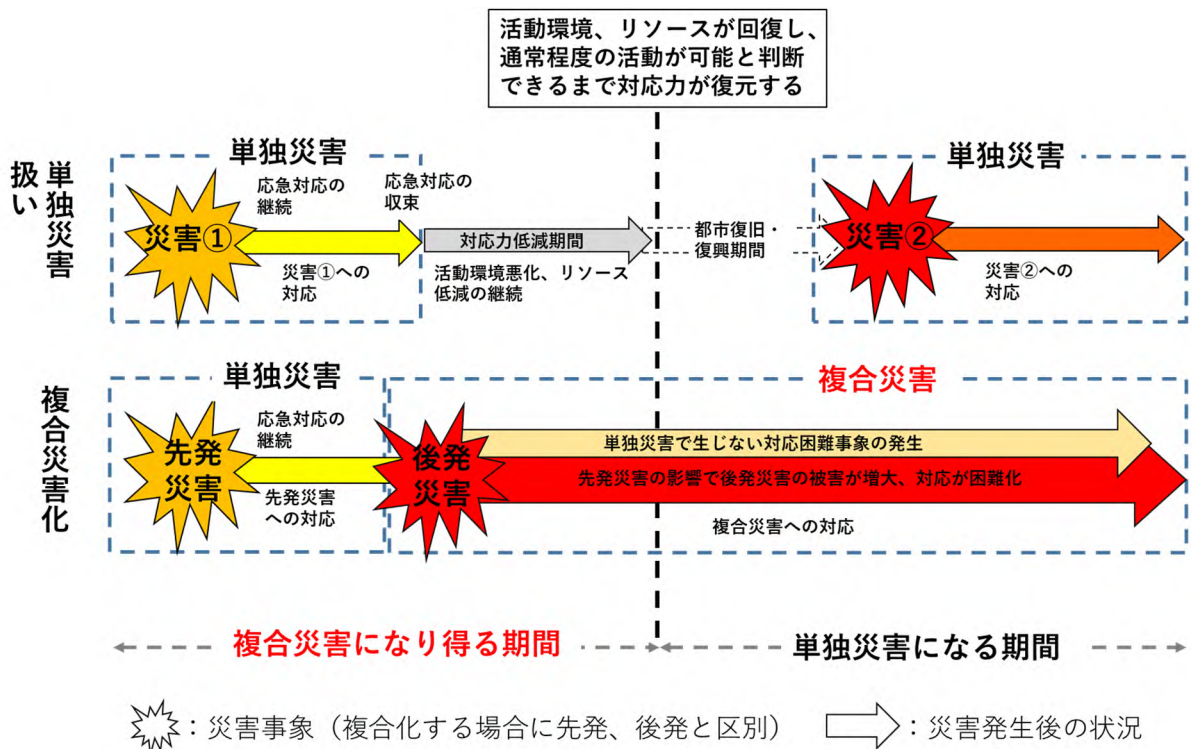 活動環境、リソースが回復し、
通常程度の活動が可能と判断
できるまで対応力が復元する
単独災害
扱い
単独災害
応急対応の
継続
応急対応の
収束
災害①
災害①への
対応
対応力低減期間
活動環境悪化、リソース
低減の継続
都市復旧・
復興期間
単独災害
災害②
災害②への
対応
複合災害化
単独災害
応急対応の
継続
先発
災害
先発災害
への対応
複合災害
後発
災害
単独災害で生じない対応困難事象の発生
先発災害の影響で後発災害の被害が増大、対応が困難化
複合災害への対応
複合災害になり得る期間
単独災害になる期間
：災害事象（複合化する場合に先発、後発と区別）
：災害発生後の状況